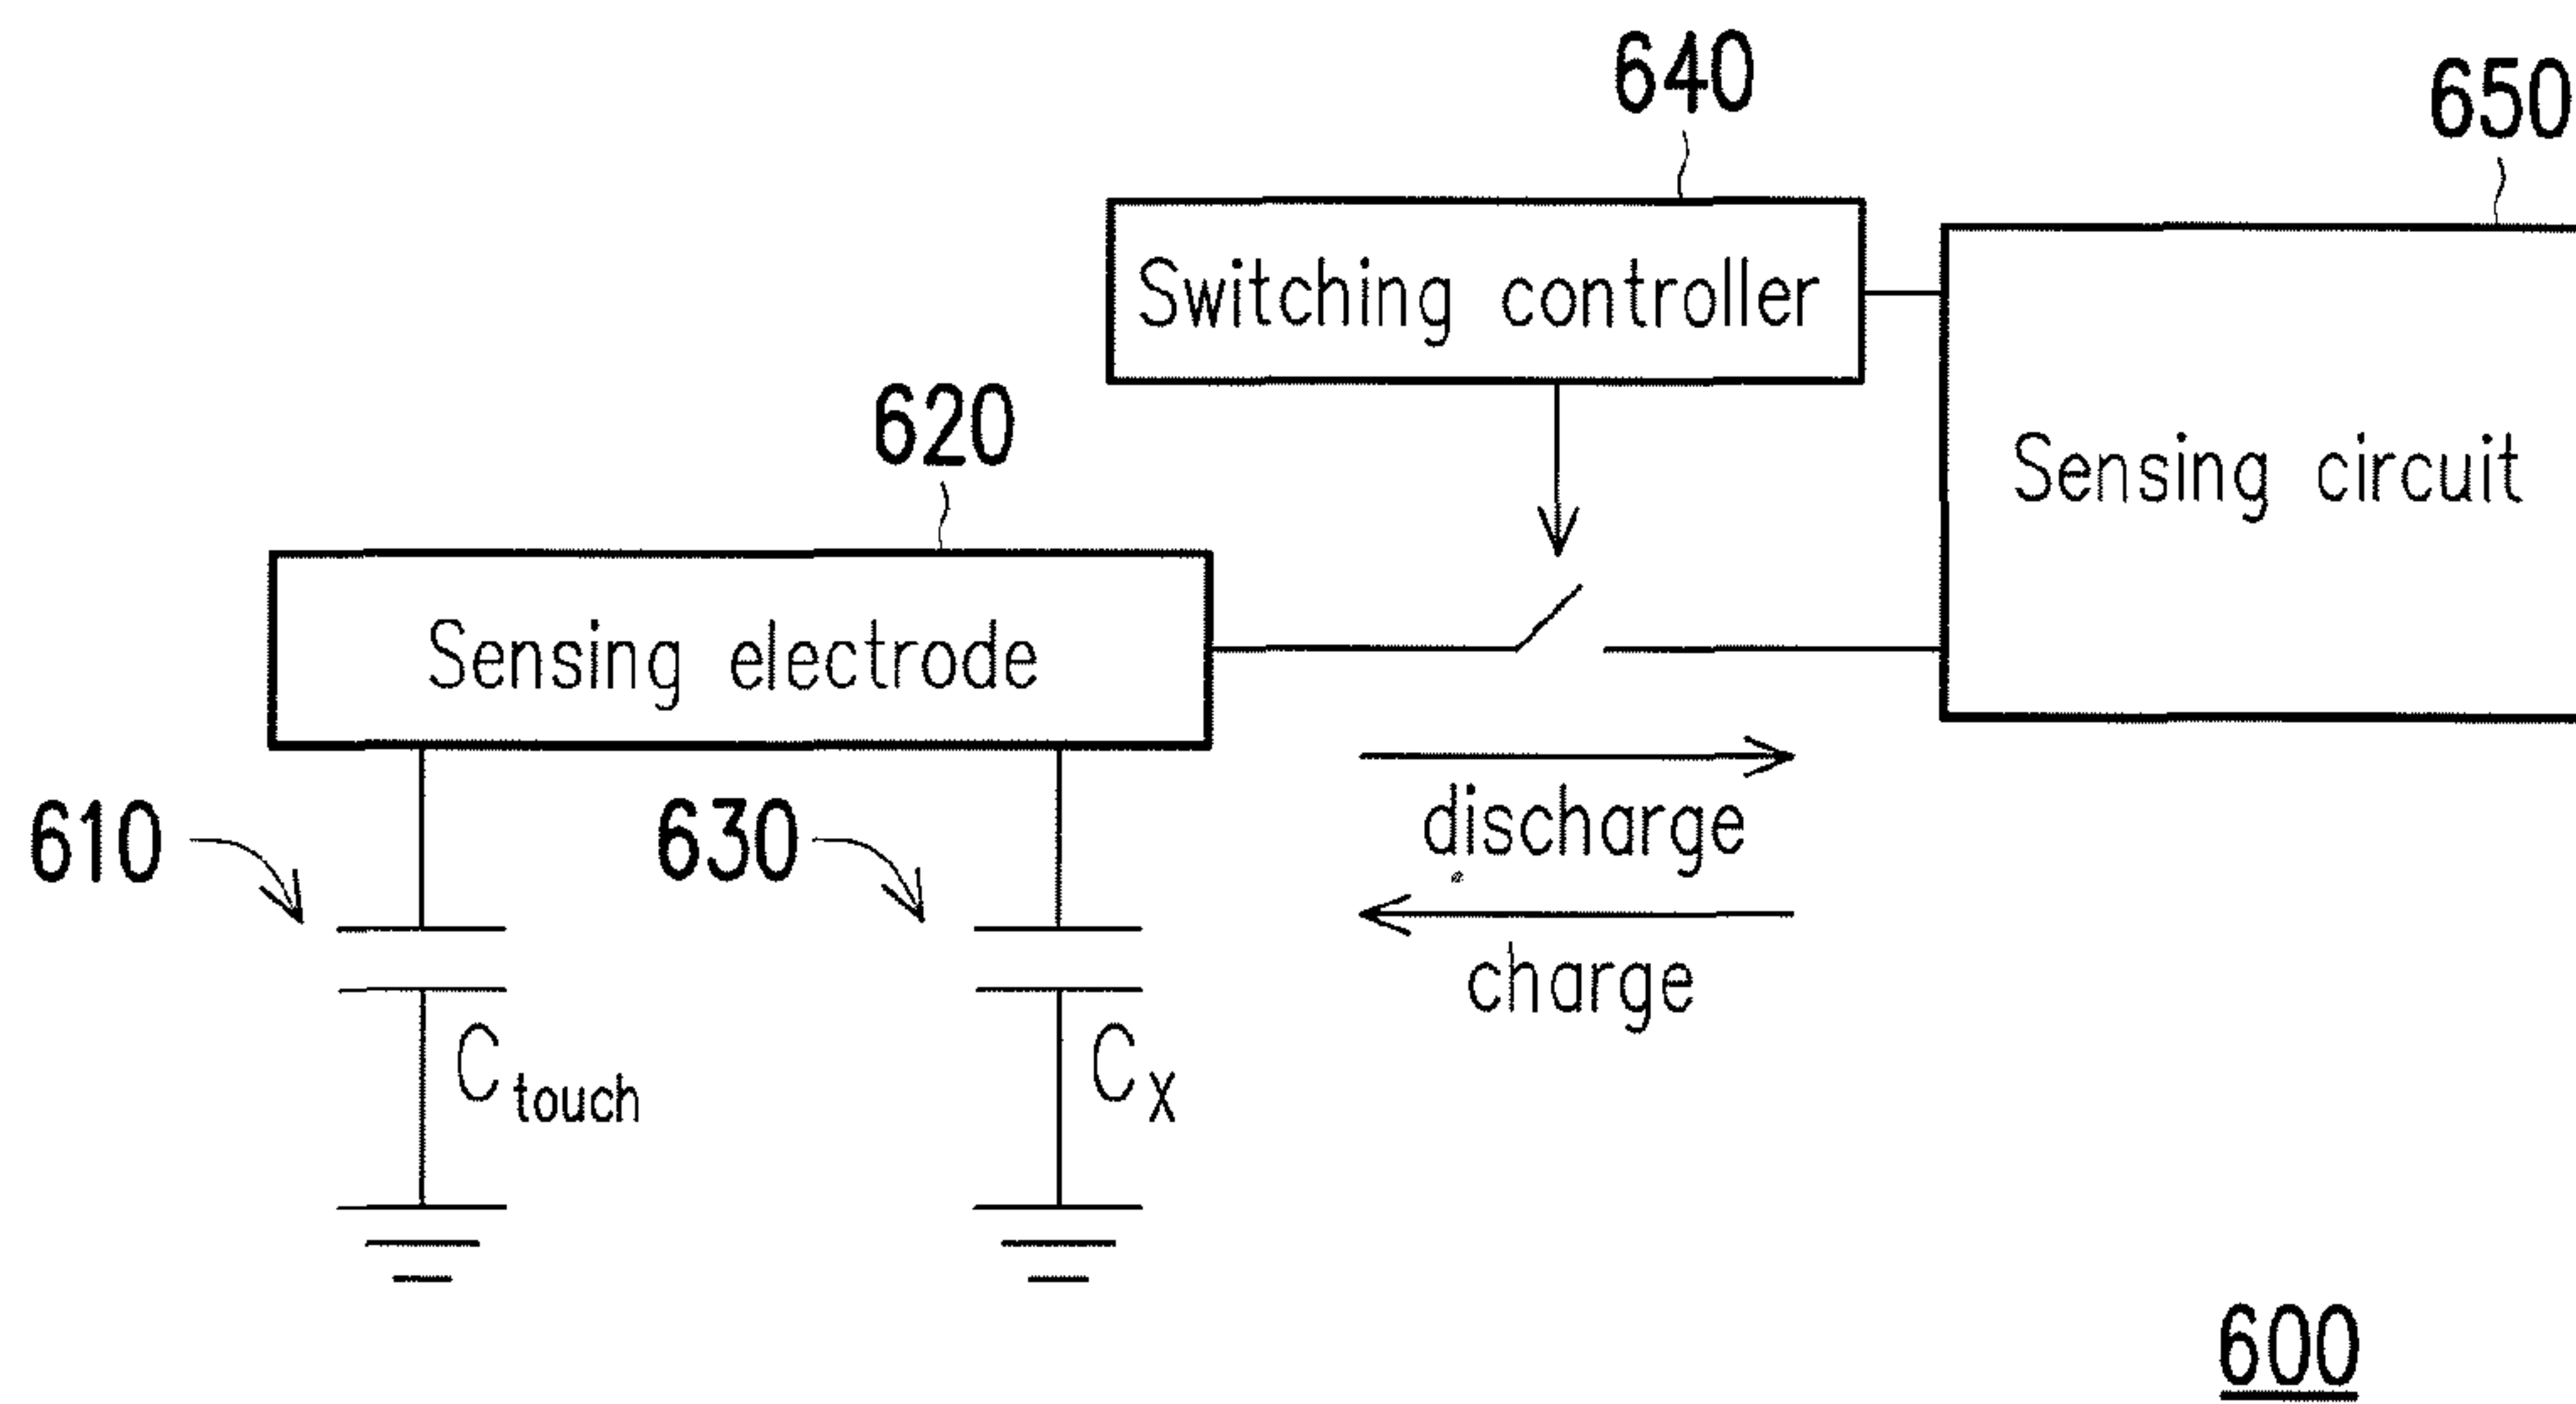 640
650
Switching controller
620
Sensing circuit
Sensing electrode
discharge
610
630
charge
C touch
C X
600